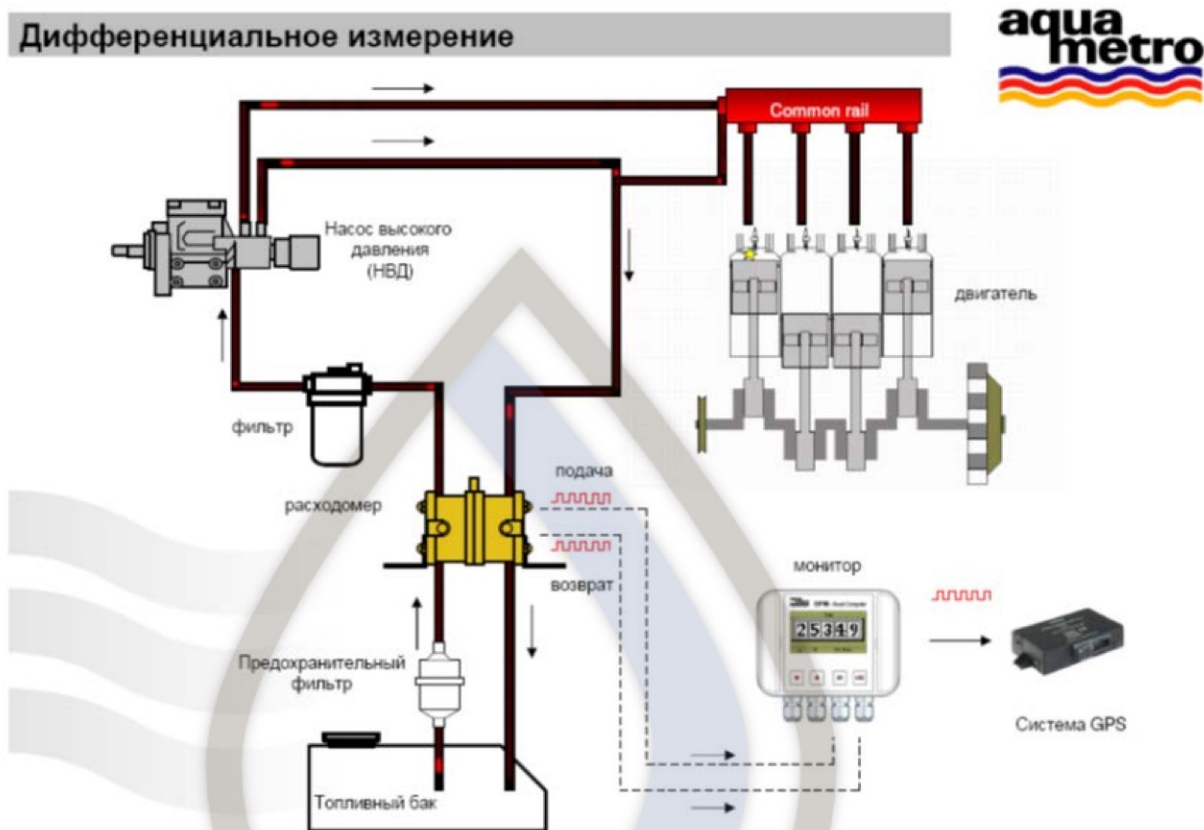 Дифференциальное измерение
aqua
metro
Common rail
Насос высокого
давления
(НВД)
двигатель
фильтр
подача
расходомер
возврат
монитор
25349
Предохранительный
фильтр
Система GPS
Топливный бак